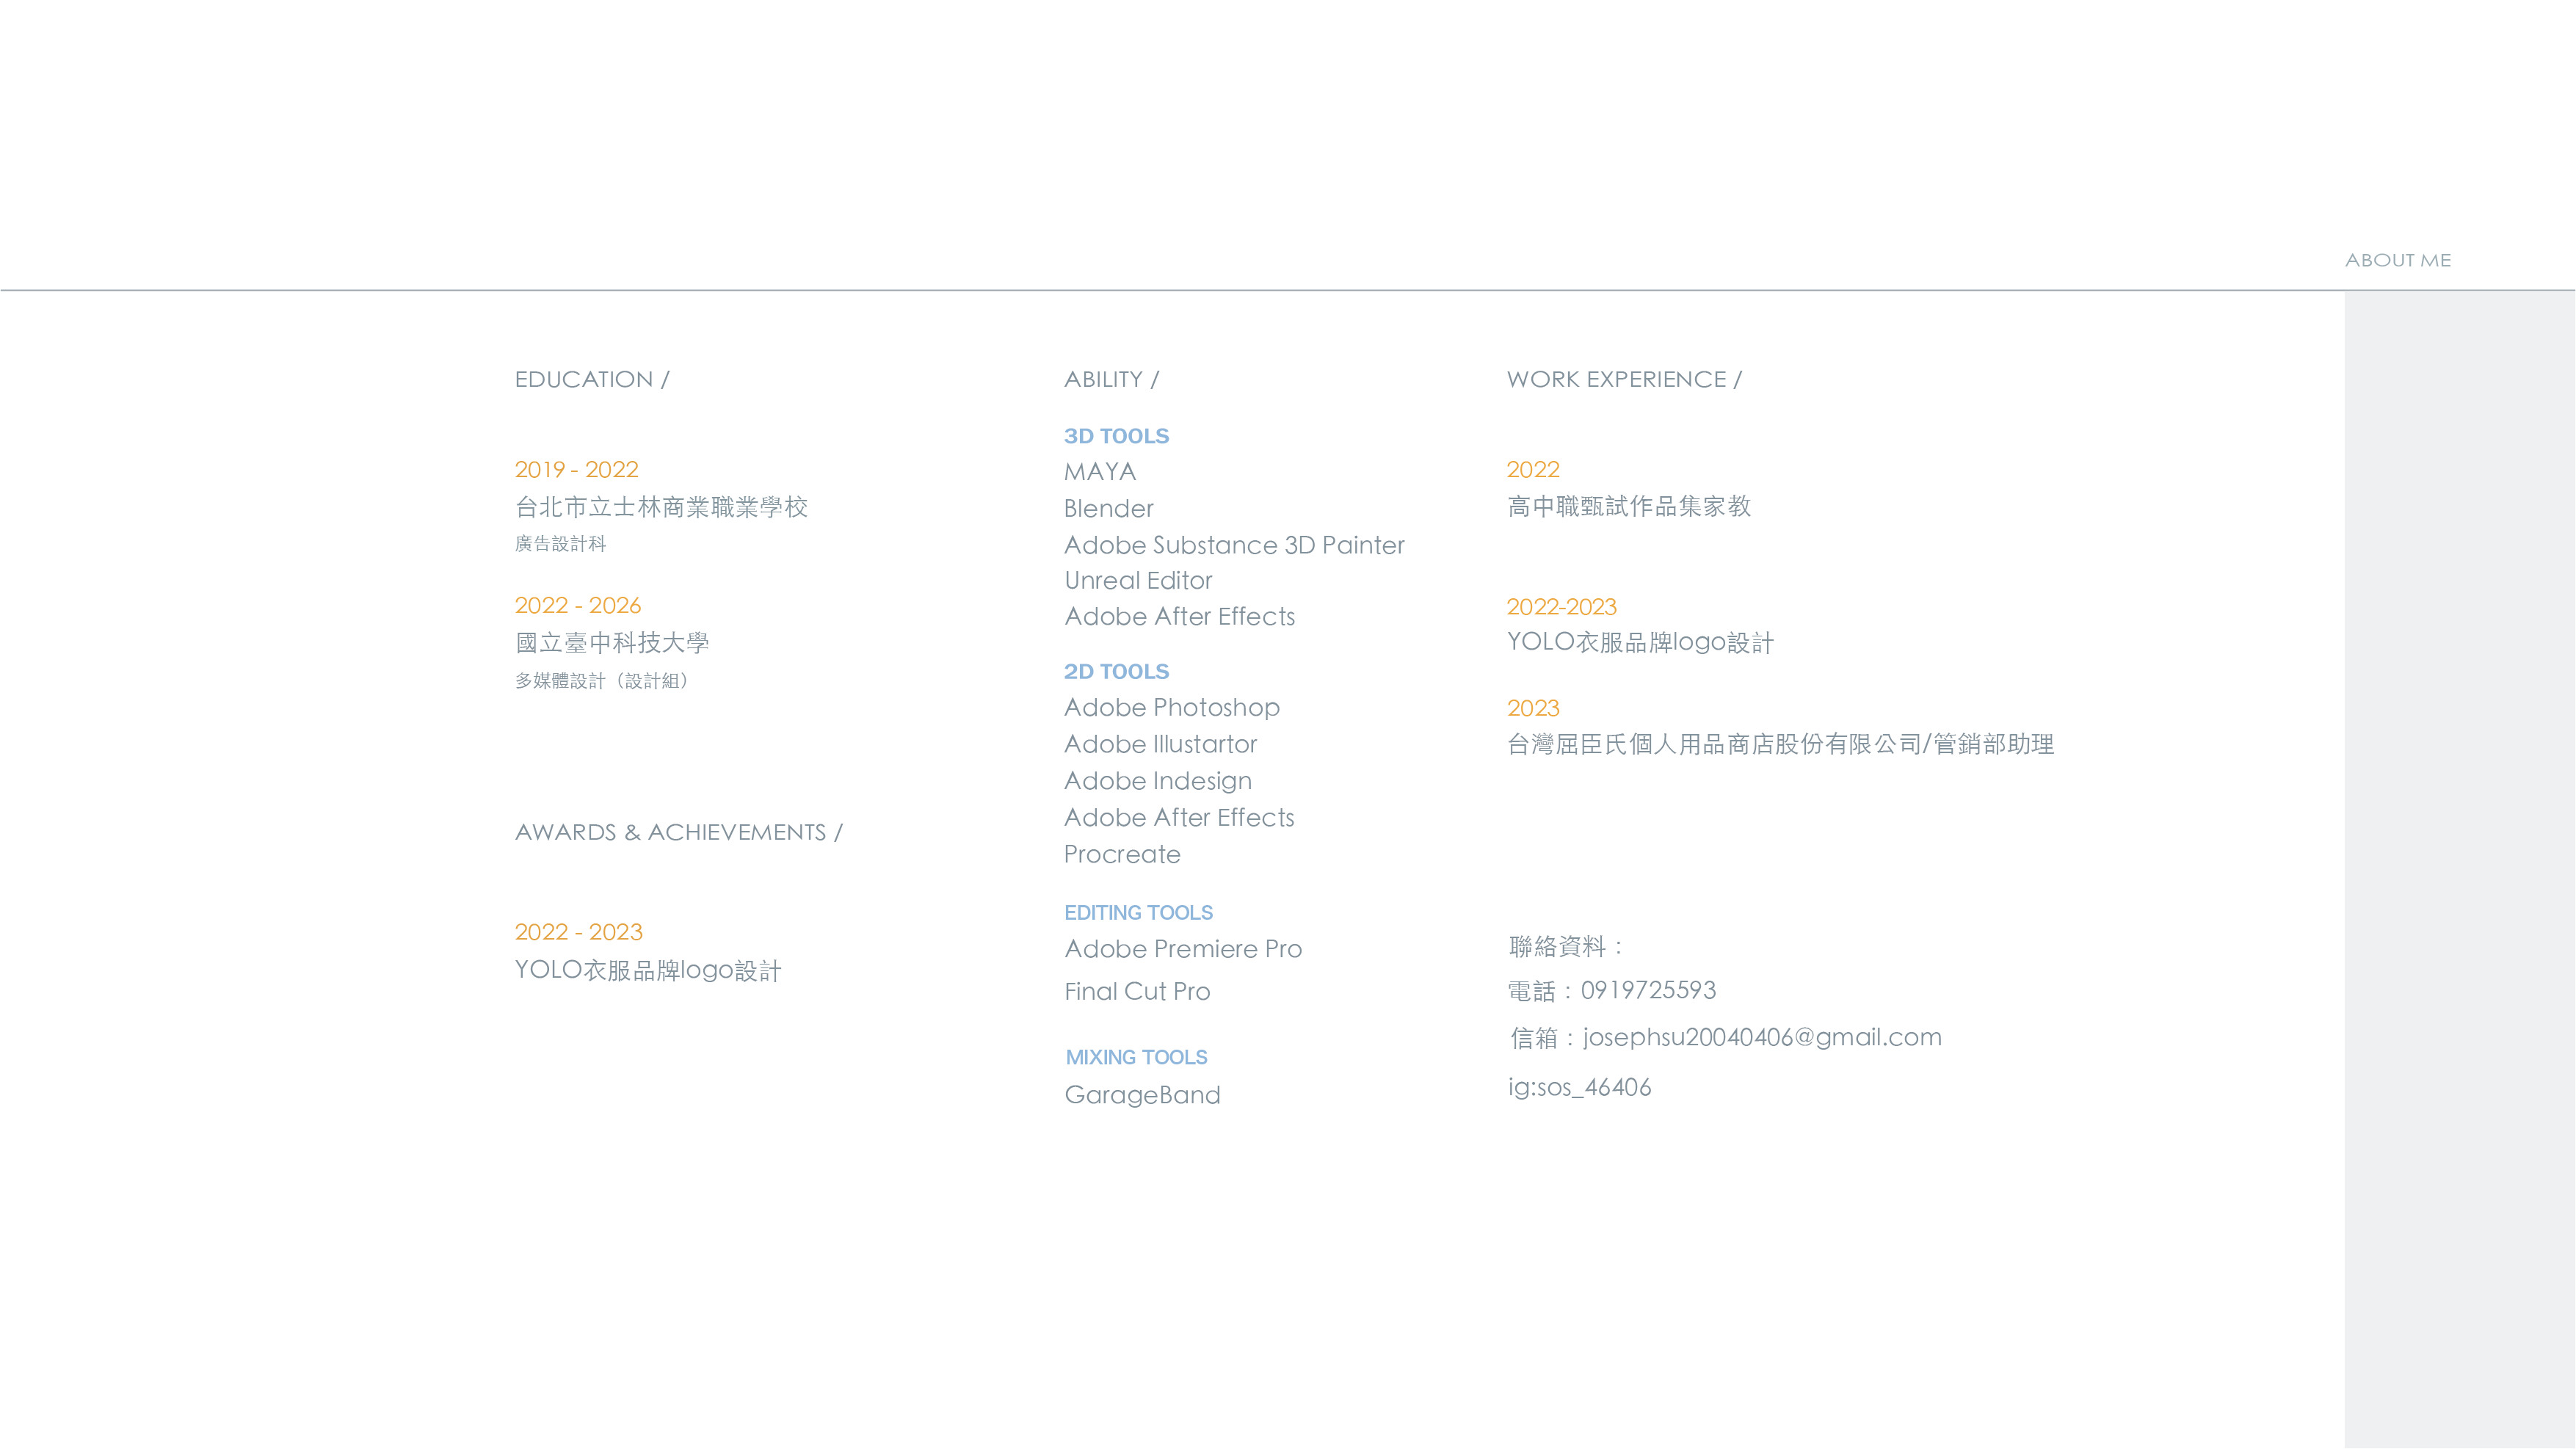 ABOUT ME
EDUCATION /
2019 - 2022
台北市立士林商業職業學校
廣告設計科
2022 - 2026
國立臺中科技大學
多媒體設計（設計組）
AWARDS & ACHIEVEMENTS /
2022 - 2023
YOLO衣服品牌logo設計
ABILITY /
3D TOOLS
MAYA
Blender
Adobe Substance 3D Painter
Unreal Editor
Adobe After Effects
2D TOOLS
Adobe Photoshop
Adobe Illustartor
Adobe Indesign
Adobe After Effects
Procreate
EDITING TOOLS
Adobe Premiere Pro
Final Cut Pro
MIXING TOOLS
GarageBand
WORK EXPERIENCE /
2022
高中職甄試作品集家教
2022-2023
YOLO衣服品牌logo設計
2023
台灣屈臣氏個人用品商店股份有限公司/管銷部助理
聯絡資料：
電話：0919725593
信箱：josephsu20040406@gmail.com
ig:sos_46406